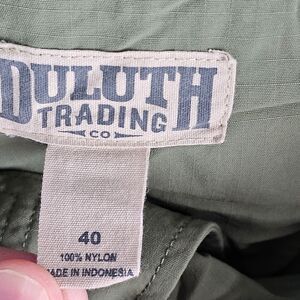 DULUTH
TRADING
CO
40
100% NYLON
MADE IN INDONESIA